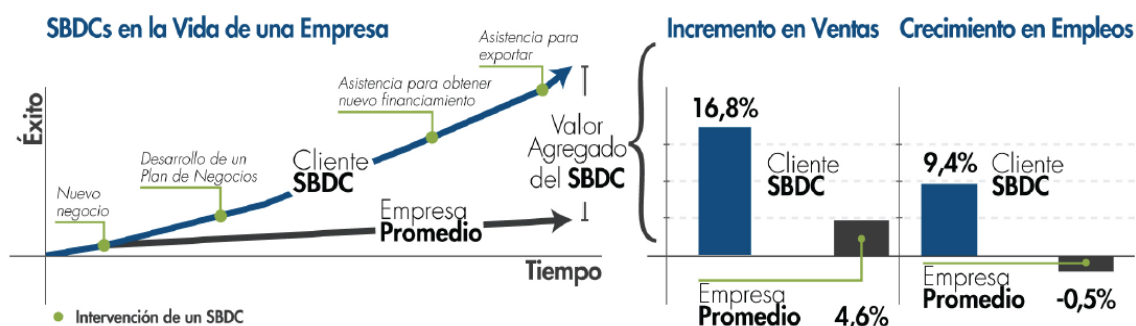 SBDCs en la Vida de una Empresa
Éxito
Nuevo
negocio
Desarrollo de un
Plan de Negocios
Asistencia para obtener
nuevo financiamiento
Asistencia para
exportar
Cliente
SBDC
Empresa
Promedio
Tiempo
Intervención de un SBDC
Valor
Agregado
del SBDC
Incremento en Ventas
16,8%
Cliente
SBDC
Empresa
Promedio
4,6%
Crecimiento en Empleos
9,4%
Cliente
SBDC
Empresa
Promedio
-0,5%